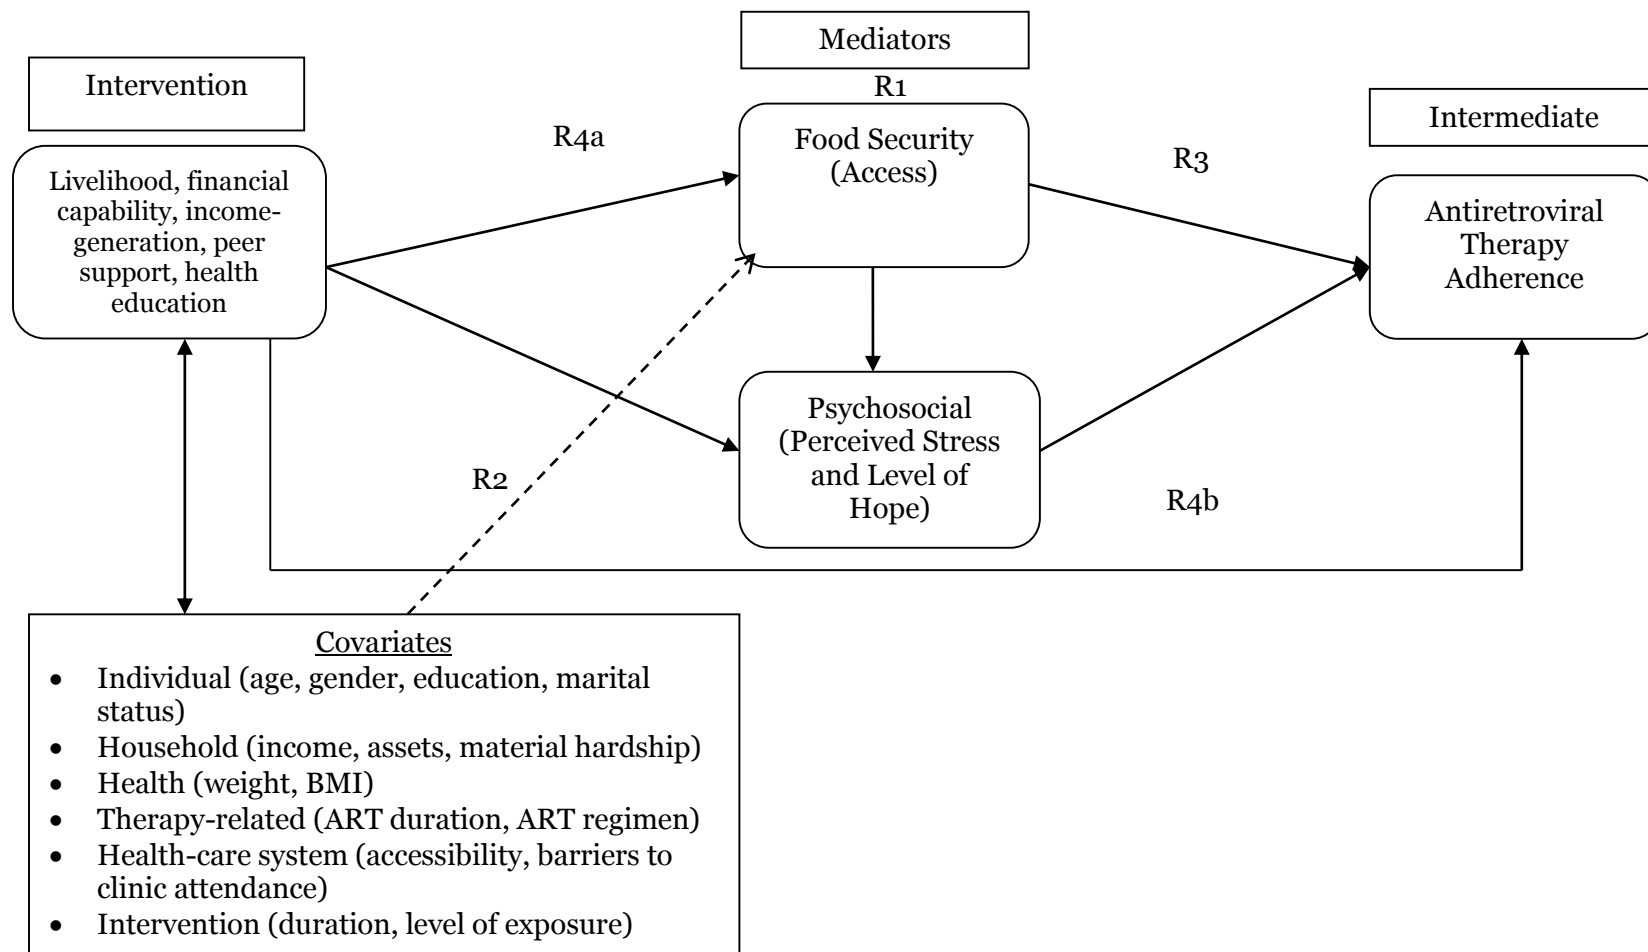 Mediators
Intervention
R1
Intermediate
R4a
Food Security
(Access)
R3
Livelihood, financial
capability, income-
generation, peer
support, health
education
Antiretroviral
Therapy
Adherence
Psychosocial
(Perceived Stress
and Level of
Hope)
R2
R4b
Covariates
• Individual (age, gender, education, marital
status)
• Household (income, assets, material hardship)
• Health (weight, BMI)
• Therapy-related (ART duration, ART regimen)
• Health-care system (accessibility, barriers to
clinic attendance)
• Intervention (duration, level of exposure)